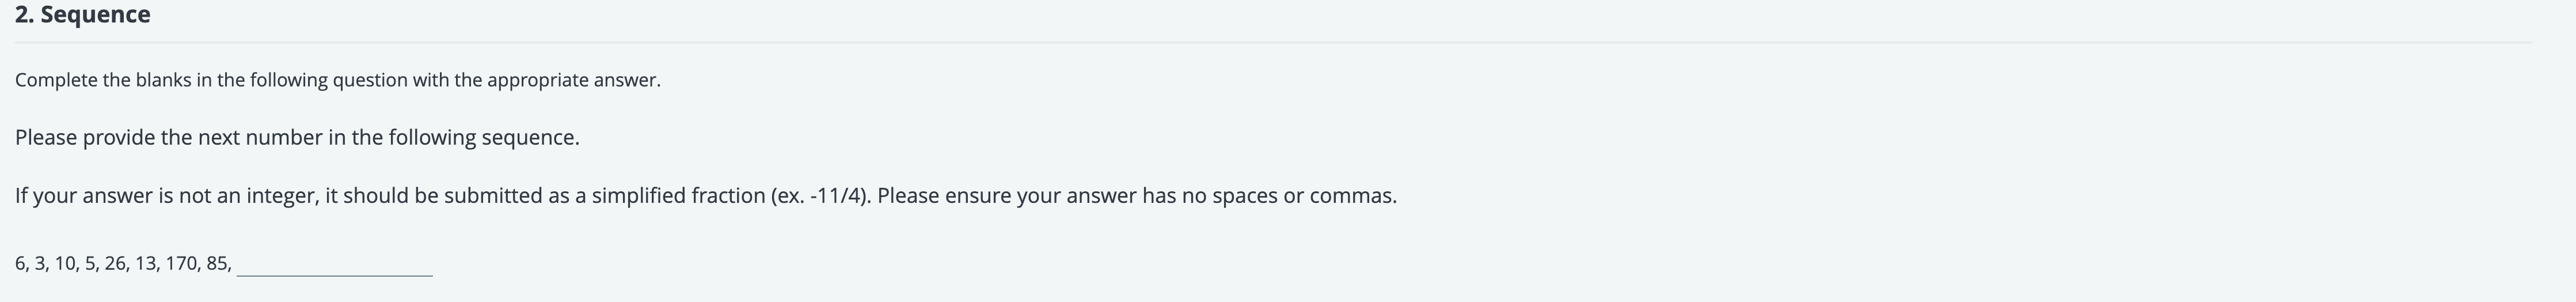 2. Sequence
Complete the blanks in the following question with the appropriate answer.
Please provide the next number in the following sequence.
If your answer is not an integer, it should be submitted as a simplified fraction (ex. -11/4). Please ensure your answer has no spaces or commas.
6, 3, 10, 5, 26, 13, 170, 85,